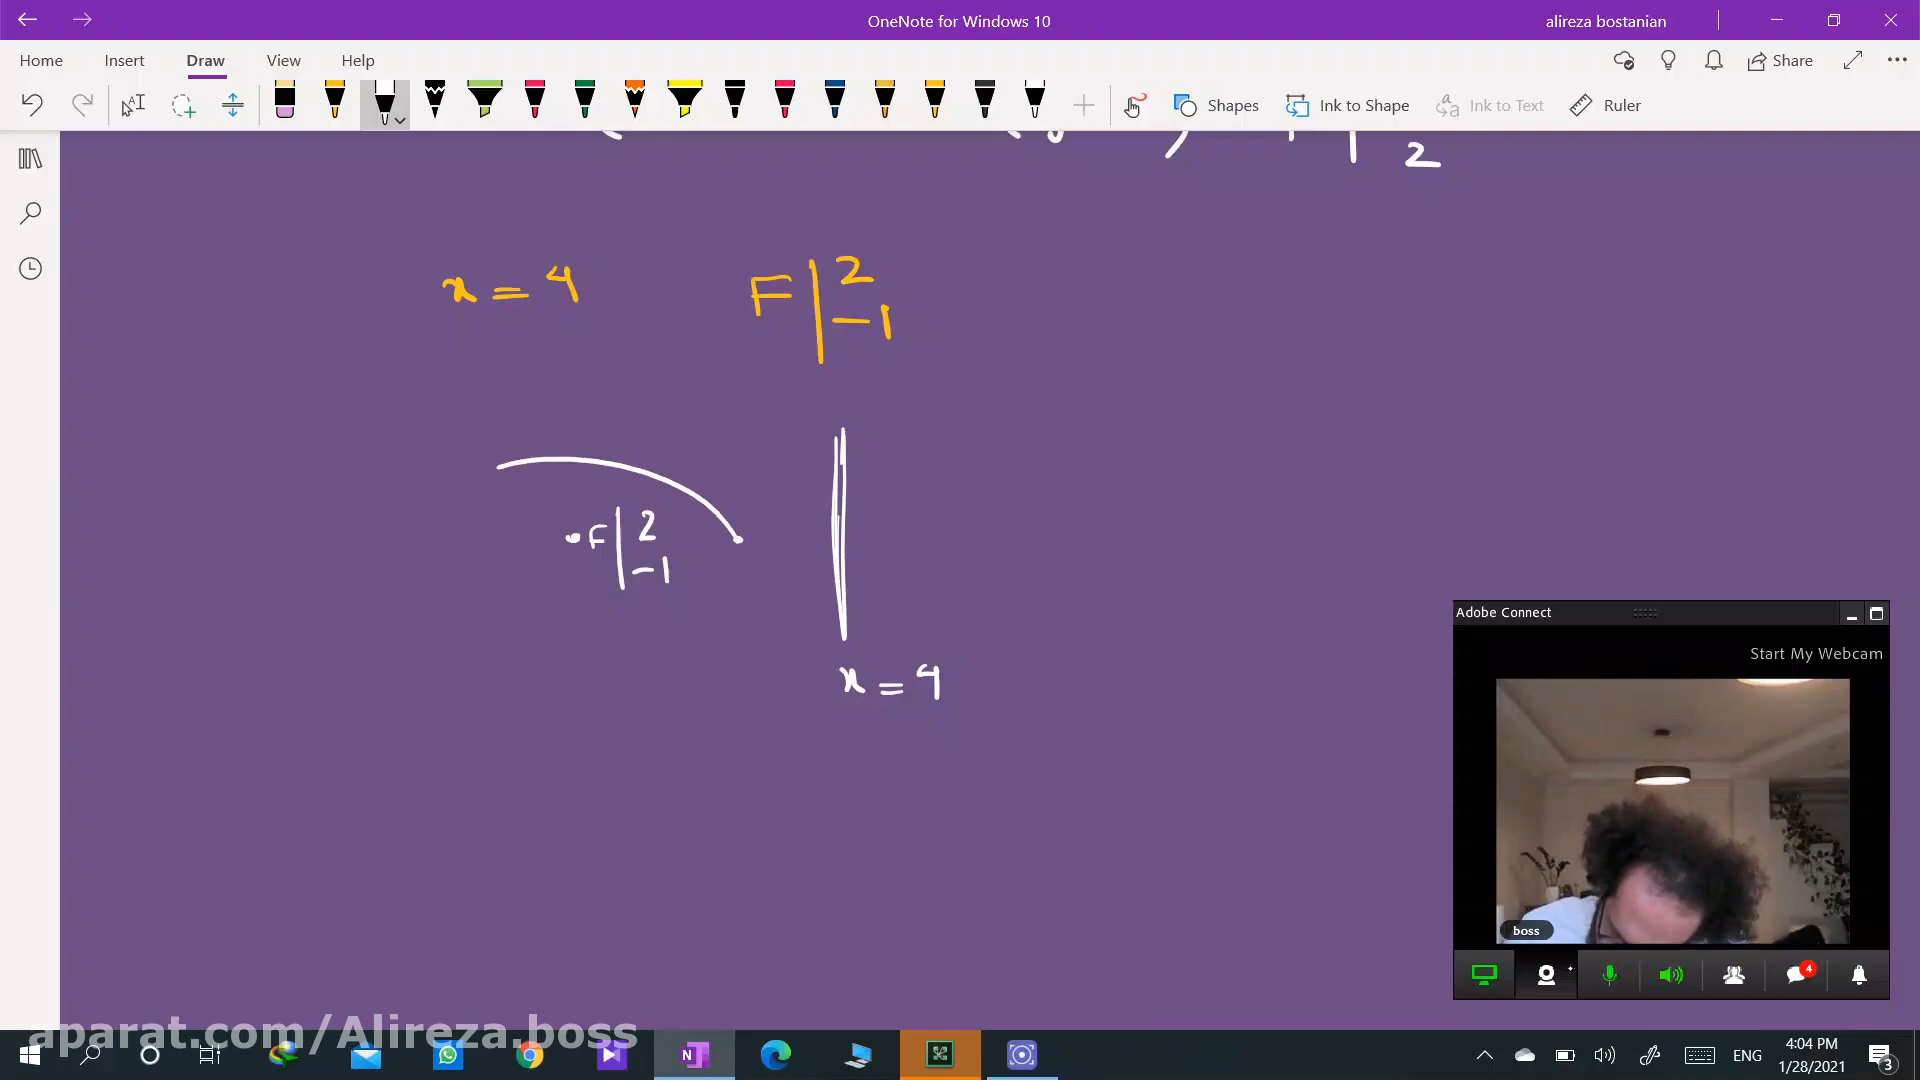 OneNote for Windows 10
alireza bostanian
Home Insert Draw View Help
Share
Shapes Ink to Shape Ink to Text Ruler
2
x = 4 F | 2
-1
F | 2
-1
x = 4
Adobe Connect
Start My Webcam
boss
4
aparat.com/Alireza.boss
ENG
4:04 PM
1/28/2021
3